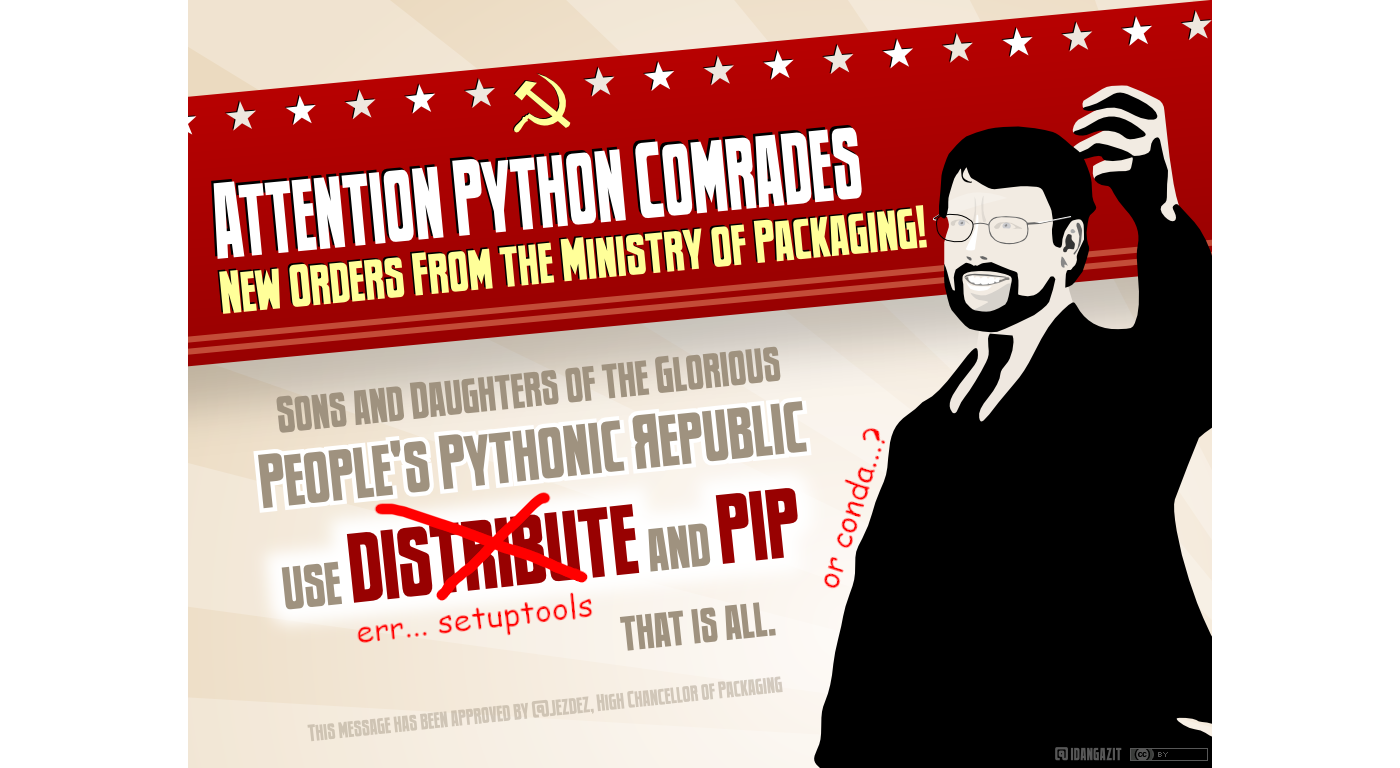 Attention Python Comrades
New Orders From the Ministry of Packaging!
Sons and Daughters of the Glorious
People's Pythonic Яepublic
use Distribute and Pip
err... setuptools
or conda...?
That is all.
This message has been approved by @jezdez, High Chancellor of Packaging
@idangazit
cc BY